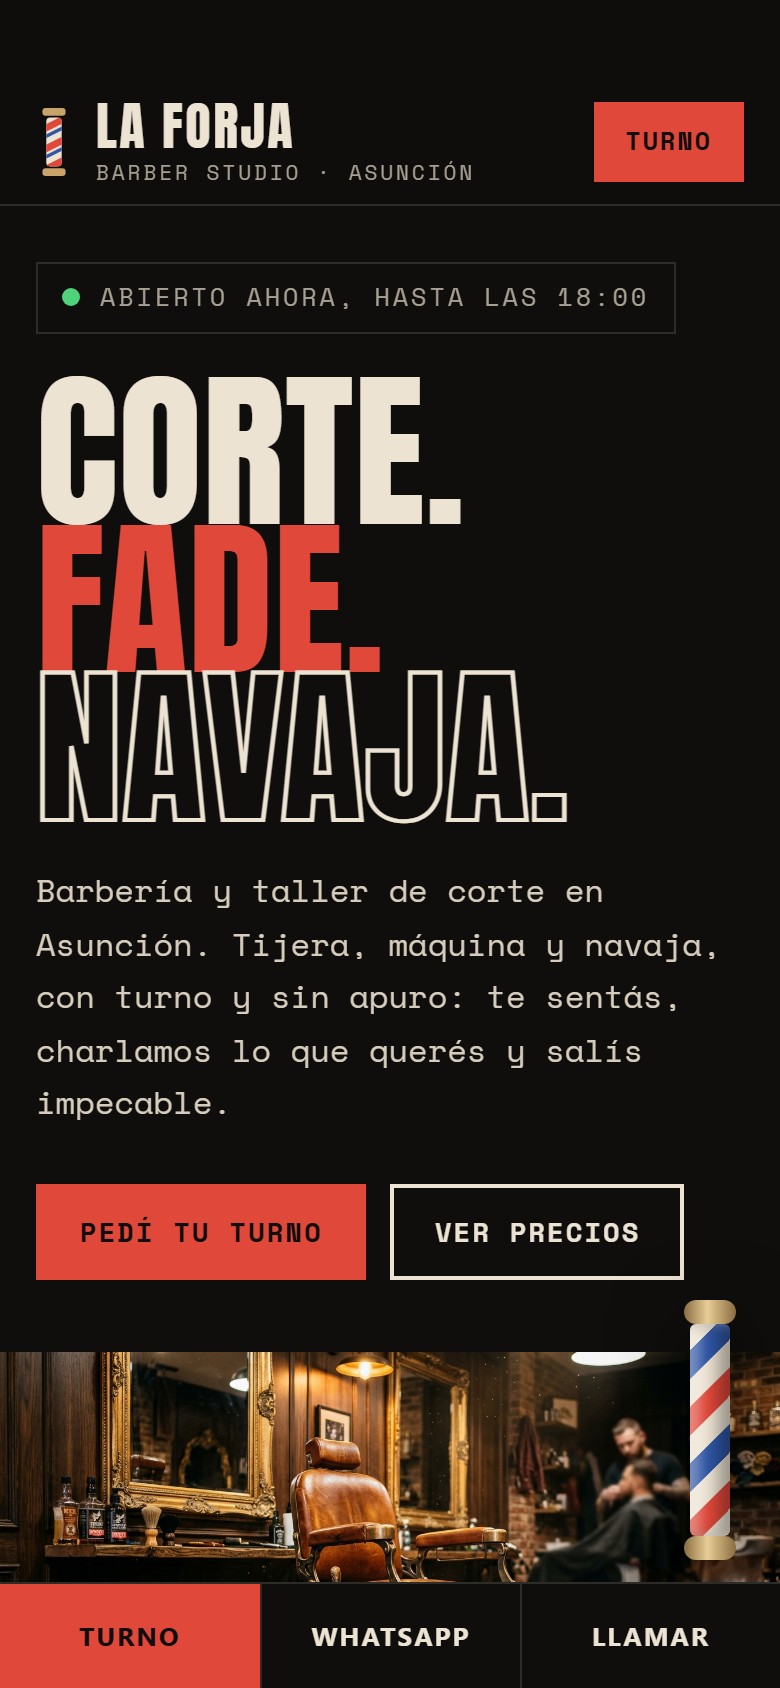 LA FORJA
BARBER STUDIO · ASUNCIÓN
TURNO
ABIERTO AHORA, HASTA LAS 18:00
CORTE.
FADE.
NAVAJA.
Barbería y taller de corte en
Asunción. Tijera, máquina y navaja,
con turno y sin apuro: te sentás,
charlamos lo que querés y salís
impecable.
PEDÍ TU TURNO
VER PRECIOS
TURNO
WHATSAPP
LLAMAR